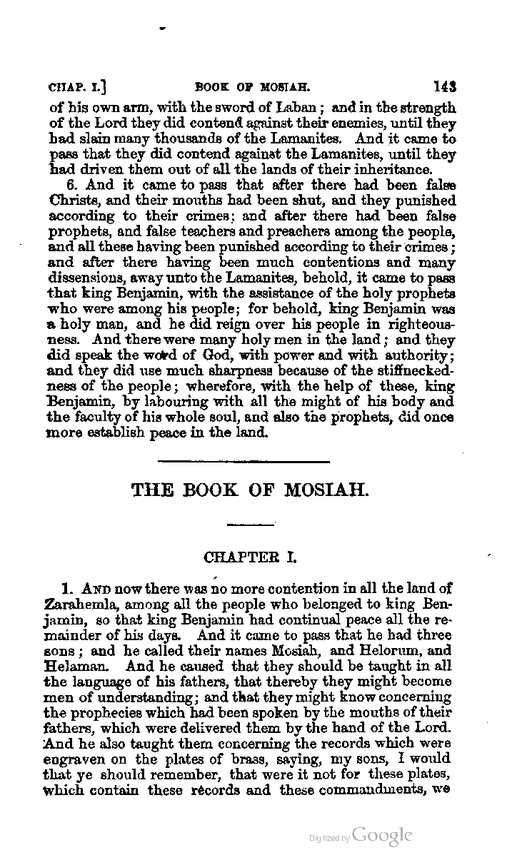 CHAP. I.] BOOK OF MOSIAH. 143
of his own arm, with the sword of Laban; and in the strength
of the Lord they did contend against their enemies, until they
had slain many thousands of the Lamanites. And it came to
pass that they did contend against the Lamanites, until they
had driven them out of all the lands of their inheritance.
6. And it came to pass that after there had been false
Christs, and their mouths had been shut, and they punished
according to their crimes; and after there had been false
prophets, and false teachers and preachers among the people,
and all these having been punished according to their crimes;
and after there having been much contentions and many
dissensions, away unto the Lamanites, behold, it came to pass
that king Benjamin, with the assistance of the holy prophets
who were among his people; for behold, king Benjamin was
a holy man, and he did reign over his people in righteous-
ness. And there were many holy men in the land; and they
did speak the word of God, with power and with authority;
and they did use much sharpness because of the stiffnecked-
ness of the people; wherefore, with the help of these, king
Benjamin, by labouring with all the might of his body and
the faculty of his whole soul, and also the prophets, did once
more establish peace in the land.
THE BOOK OF MOSIAH.
CHAPTER I.
1. AND now there was no more contention in all the land of
Zarahemla, among all the people who belonged to king Ben-
jamin, so that king Benjamin had continual peace all the re-
mainder of his days. And it came to pass that he had three
sons; and he called their names Mosiah, and Helorum, and
Helaman. And he caused that they should be taught in all
the language of his fathers, that thereby they might become
men of understanding; and that they might know concerning
the prophecies which had been spoken by the mouths of their
fathers, which were delivered them by the hand of the Lord.
And he also taught them concerning the records which were
engraven on the plates of brass, saying, my sons, I would
that ye should remember, that were it not for these plates,
which contain these records and these commandments, we
Digitized by Google